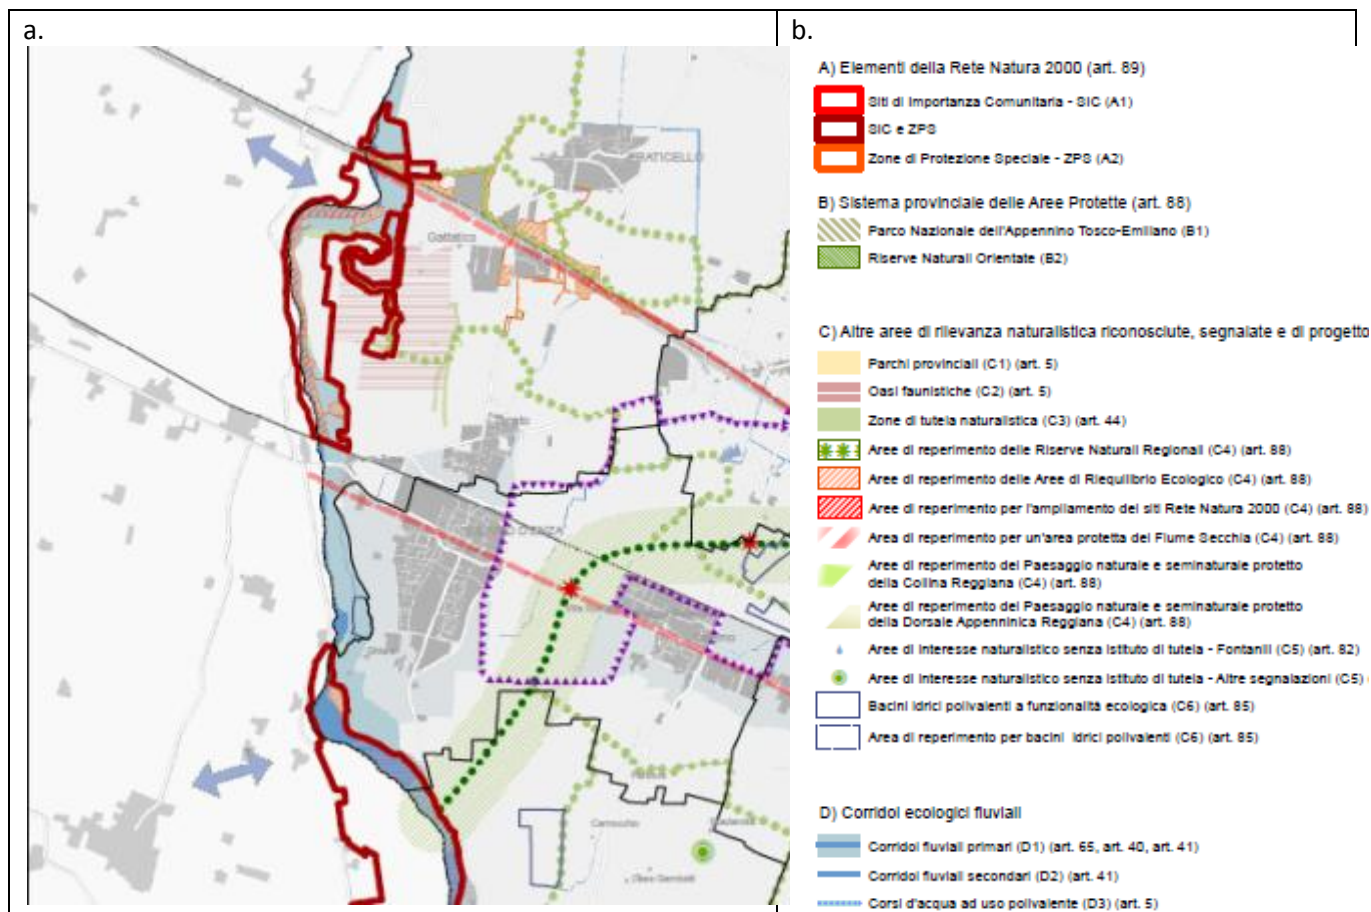 a.
b.
PRATICELLO
Gattatico
A) Elementi della Rete Natura 2000 (art. 89)
Siti di Importanza Comunitaria - SIC (A1)
SIC e ZPS
Zone di Protezione Speciale - ZPS (A2)
B) Sistema provinciale delle Aree Protette (art. 88)
Parco Nazionale dell'Appennino Tosco-Emiliano (B1)
Riserve Naturali Orientate (B2)
C) Altre aree di rilevanza naturalistica riconosciute, segnalate e di progetto
Parchi provinciali (C1) (art. 5)
Oasi faunistiche (C2) (art. 5)
Zone di tutela naturalistica (C3) (art. 44)
Aree di reperimento delle Riserve Naturali Regionali (C4) (art. 88)
Aree di reperimento delle Aree di Riequilibrio Ecologico (C4) (art. 88)
Aree di reperimento per l'ampliamento dei siti Rete Natura 2000 (C4) (art. 88)
Area di reperimento per un'area protetta del Fiume Secchia (C4) (art. 88)
Aree di reperimento del Paesaggio naturale e seminaturale protetto
della Collina Reggiana (C4) (art. 88)
Aree di reperimento del Paesaggio naturale e seminaturale protetto
della Dorsale Appenninica Reggiana (C4) (art. 88)
Aree di interesse naturalistico senza istituto di tutela - Fontanili (C5) (art. 82)
Aree di interesse naturalistico senza istituto di tutela - Altre segnalazioni (C5)
Bacini idrici polivalenti a funzionalità ecologica (C6) (art. 85)
Area di reperimento per bacini idrici polivalenti (C6) (art. 85)
D) Corridoi ecologici fluviali
Corridoi fluviali primari (D1) (art. 65, art. 40, art. 41)
Corridoi fluviali secondari (D2) (art. 41)
Corsi d'acqua ad uso polivalente (D3) (art. 5)